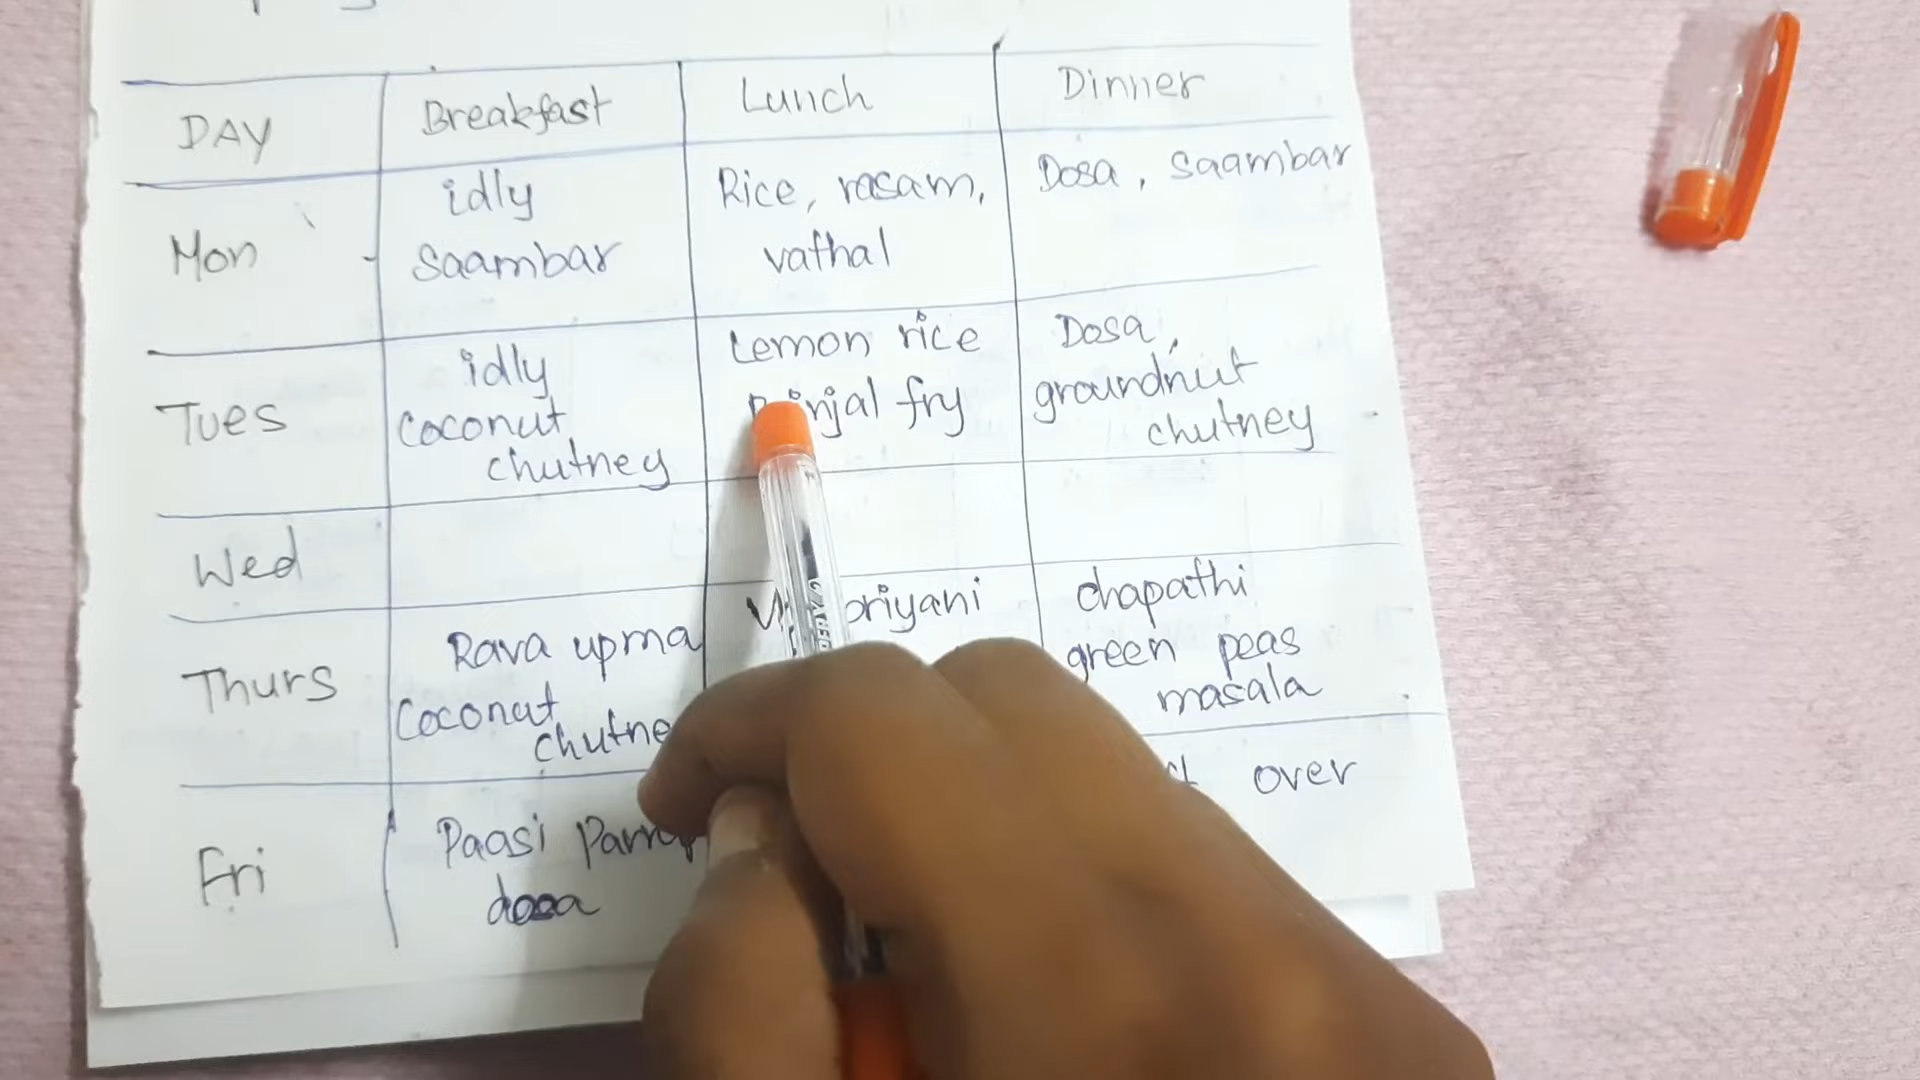 DAY Breakfast Lunch Dinner
Mon idly Rice, rasam, Dosa, Saambar
Saambar vathal
Tues idly Lemon rice Dosa,
coconut fry groundnut
chutney chutney
Wed
Thurs Rava upma briyani chapathi
Coconut green peas
masala
Fri Paasi over
dosa